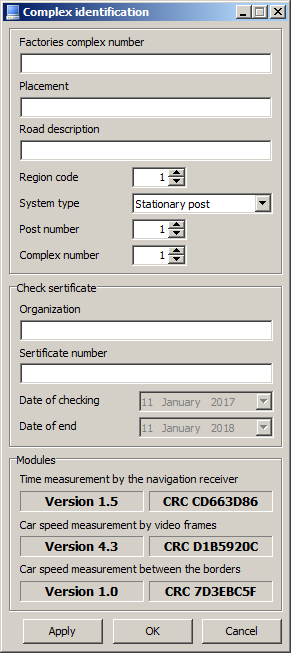 Complex identification
Factories complex number
Placement
Road description
Region code 1
System type Stationary post
Post number 1
Complex number 1
Check sertificate
Organization
Sertificate number
Date of checking 11 January 2017
Date of end 11 January 2018
Modules
Time measurement by the navigation receiver
Version 1.5 CRC CD663D86
Car speed measurement by video frames
Version 4.3 CRC D1B5920C
Car speed measurement between the borders
Version 1.0 CRC 7D3EBC5F
Apply OK Cancel